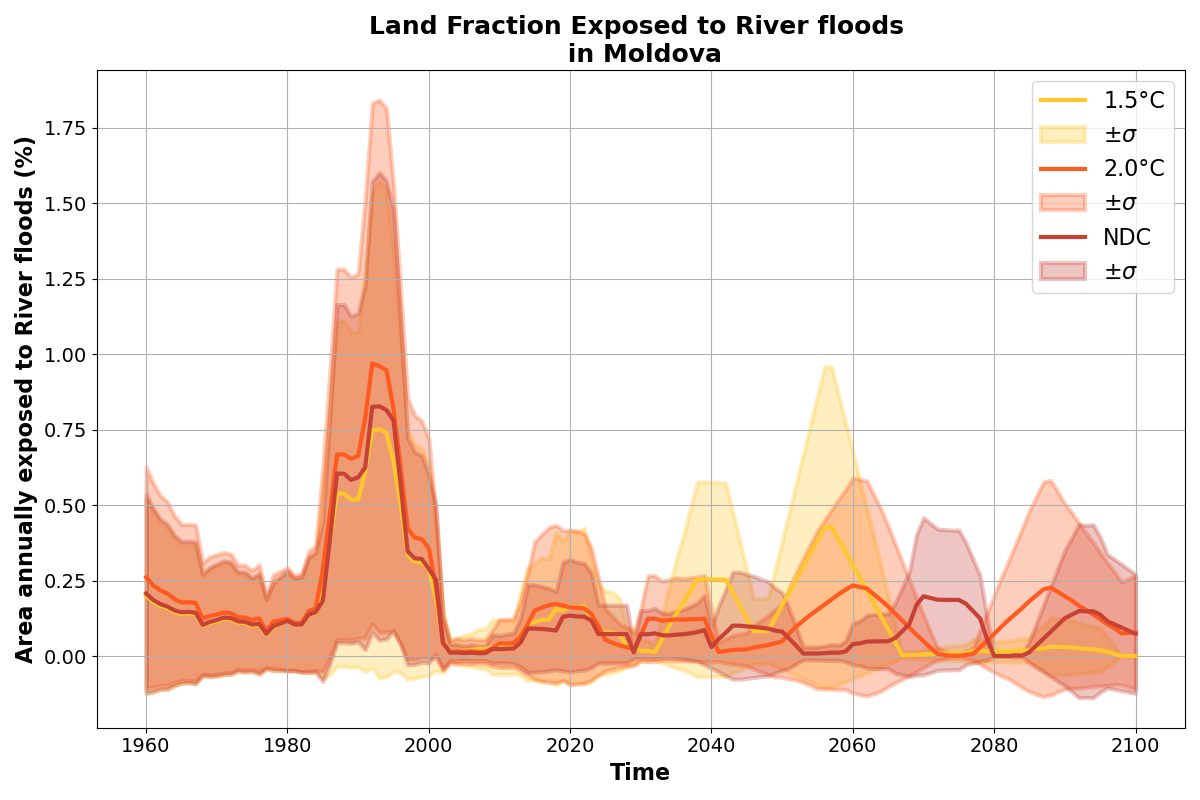 Land Fraction Exposed to River floods
in Moldova
Area annually exposed to River floods (%)
1.75
1.50
1.25
1.00
0.75
0.50
0.25
0.00
1960 1980 2000 2020 2040 2060 2080 2100
Time
1.5°C
±σ
2.0°C
±σ
NDC
±σ